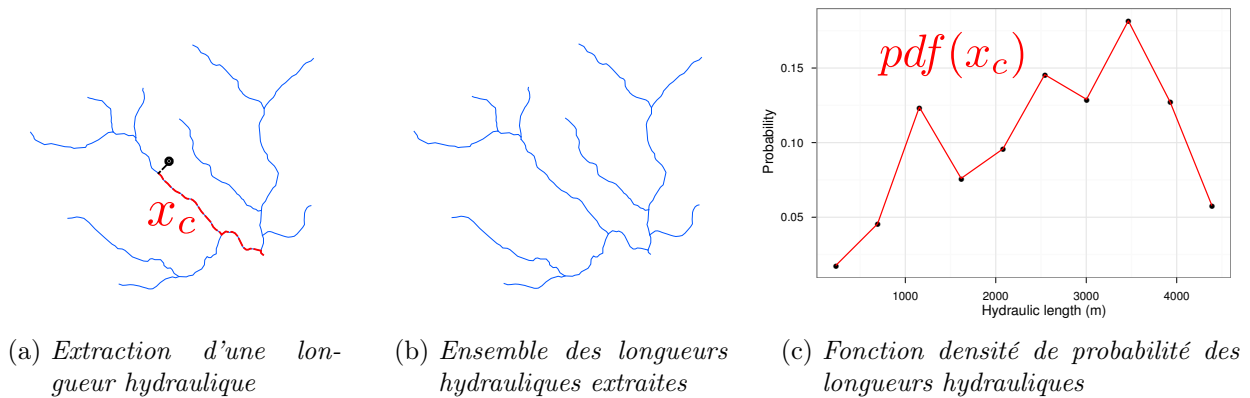 x_c
pdf(x_c)
0.15
0.10
0.05
Probability
1000 2000 3000 4000
Hydraulic length (m)
(a) Extraction d'une lon-
gueur hydraulique
(b) Ensemble des longueurs
hydrauliques extraites
(c) Fonction densité de probabilité des
longueurs hydrauliques